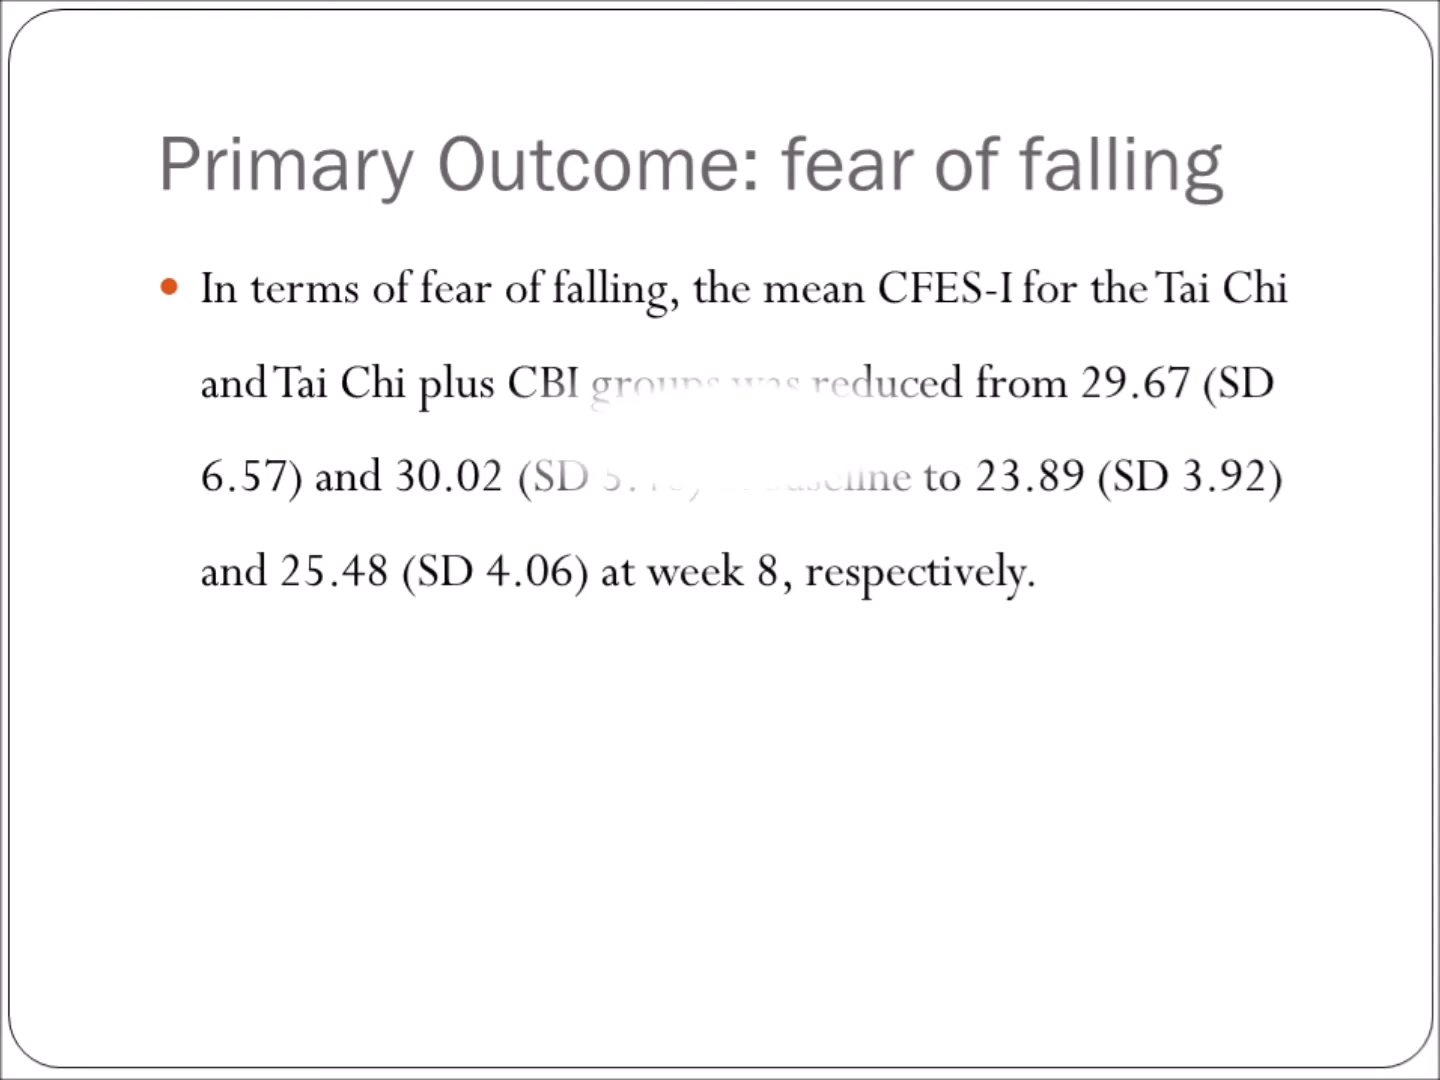 Primary Outcome: fear of falling
In terms of fear of falling, the mean CFES-I for the Tai Chi
and Tai Chi plus CBI groups was reduced from 29.67 (SD
6.57) and 30.02 (SD baseline to 23.89 (SD 3.92)
and 25.48 (SD 4.06) at week 8, respectively.